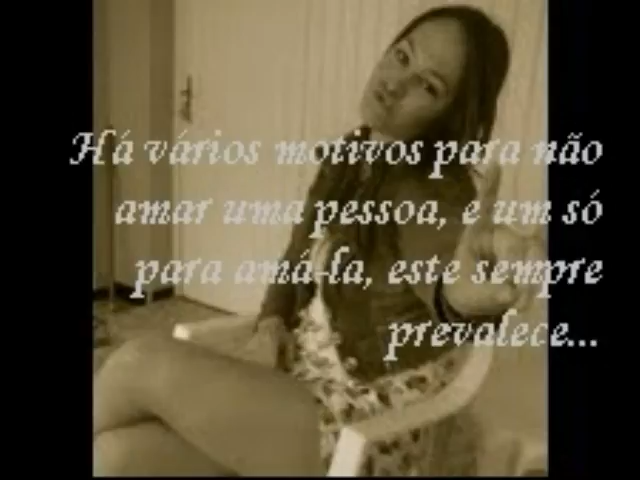 Há vários motivos para não
amar uma pessoa, e um só
para amá-la, este sempre
prevalece...